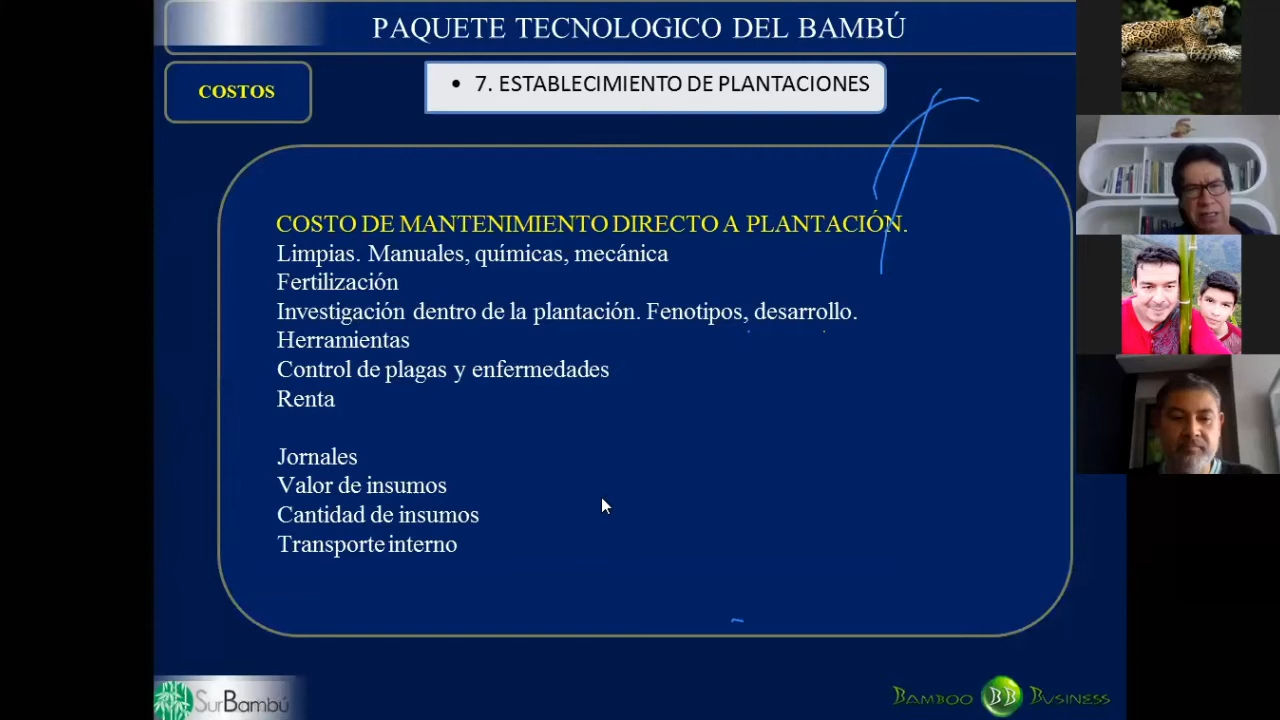 PAQUETE TECNOLOGICO DEL BAMBÚ
COSTOS
• 7. ESTABLECIMIENTO DE PLANTACIONES
COSTO DE MANTENIMIENTO DIRECTO A PLANTACIÓN.
Limpias. Manuales, químicas, mecánica
Fertilización
Investigación dentro de la plantación. Fenotipos, desarrollo.
Herramientas
Control de plagas y enfermedades
Renta
Jornales
Valor de insumos
Cantidad de insumos
Transporte interno
SurBambú
BAMBOO BB BUSINESS